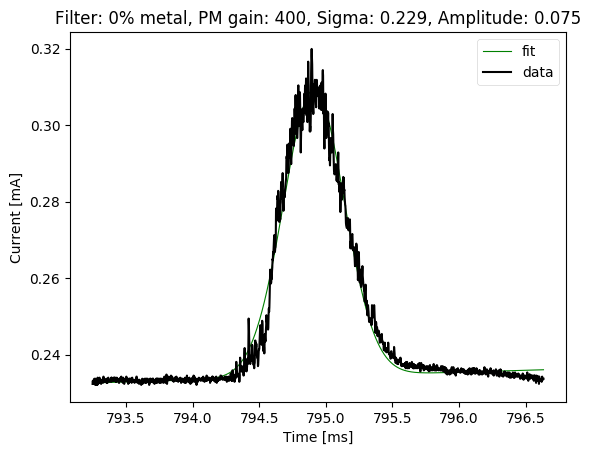 Filter: 0% metal, PM gain: 400, Sigma: 0.229, Amplitude: 0.075
fit
data
0.32
0.30
0.28
0.26
0.24
Current [mA]
793.5 794.0 794.5 795.0 795.5 796.0 796.5
Time [ms]